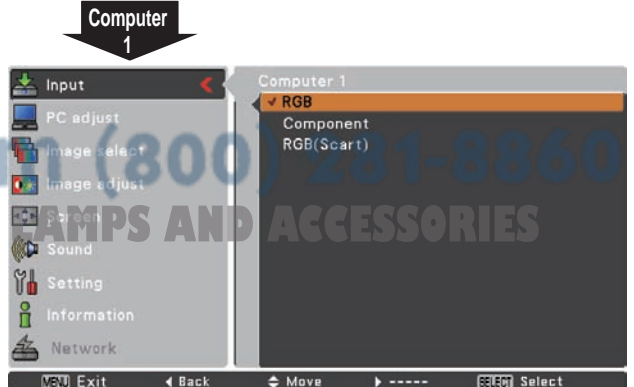 Computer
1
Input
Computer 1
RGB
PC adjust
Component
Image select
RGB(Scart)
m (800) 281-8860
Image adjust
Screen
LAMPS AND ACCESSORIES
Sound
Setting
Information
Network
MENU Exit
Back
Move
-----
SELECT Select